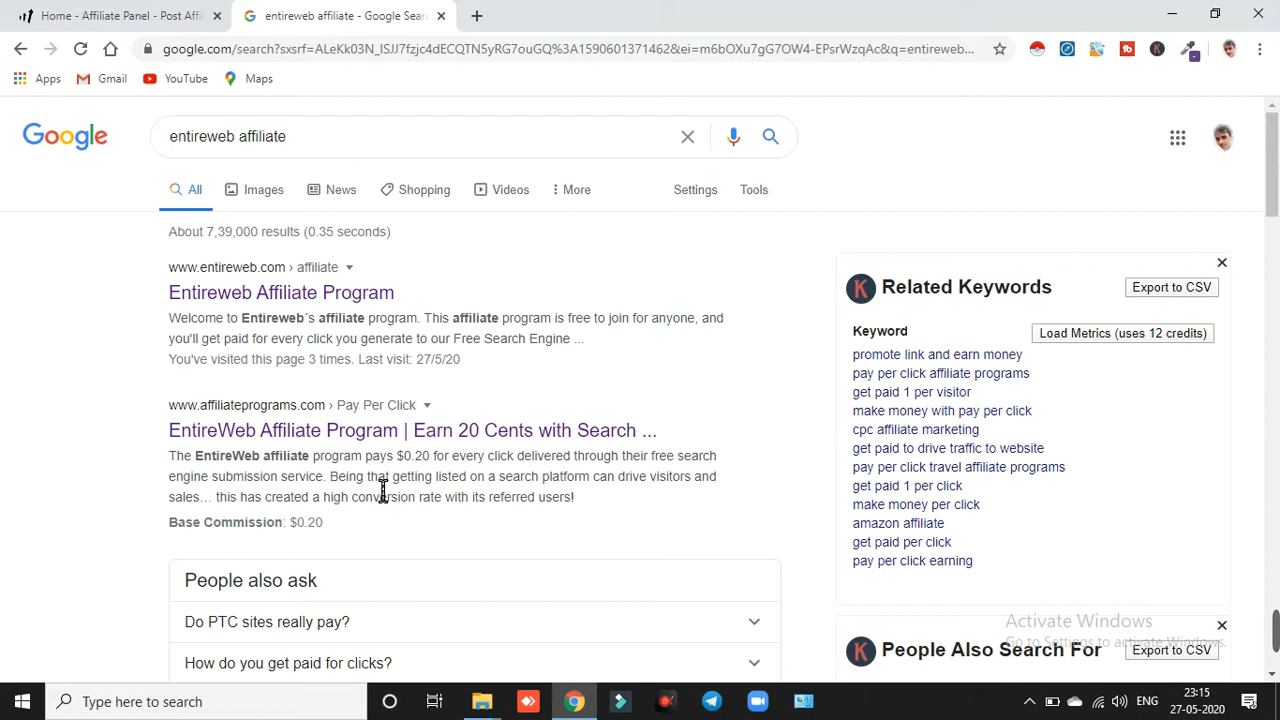 Home - Affiliate Panel - Post Affil
entireweb affiliate - Google Sear
google.com/search?sxsrf=ALeKk03N_ISJJ7fzjc4dECQTN5yRG7ouGQ%3A1590601371462&ei=m6bOXu7gG7OW4-EPsrWzqAc&q=entireweb...
Apps
Gmail
YouTube
Maps
Google
entireweb affiliate
All
Images
News
Shopping
Videos
More
Settings
Tools
About 7,39,000 results (0.35 seconds)
www.entireweb.com › affiliate
Entireweb Affiliate Program
Welcome to Entireweb´s affiliate program. This affiliate program is free to join for anyone, and
you'll get paid for every click you generate to our Free Search Engine ...
You've visited this page 3 times. Last visit: 27/5/20
www.affiliateprograms.com › Pay Per Click
EntireWeb Affiliate Program | Earn 20 Cents with Search ...
The EntireWeb affiliate program pays $0.20 for every click delivered through their free search
engine submission service. Being that getting listed on a search platform can drive visitors and
sales... this has created a high conversion rate with its referred users!
Base Commission: $0.20
People also ask
Do PTC sites really pay?
How do you get paid for clicks?
K
Related Keywords
Export to CSV
Keyword
Load Metrics (uses 12 credits)
promote link and earn money
pay per click affiliate programs
get paid 1 per visitor
make money with pay per click
cpc affiliate marketing
get paid to drive traffic to website
pay per click travel affiliate programs
get paid 1 per click
make money per click
amazon affiliate
get paid per click
pay per click earning
K
People Also Search For
Export to CSV
Activate Windows
Go to Settings to activate Windows.
Type here to search
ENG
23:15
27-05-2020